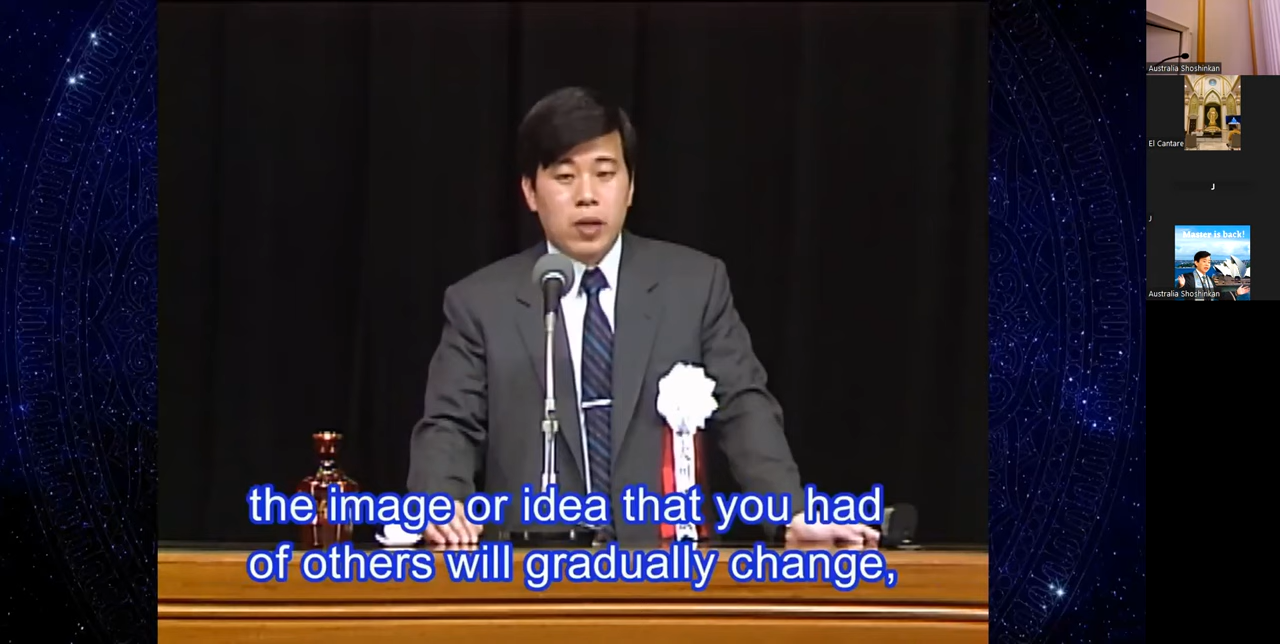 the image or idea that you had
of others will gradually change,
Australia Shoshinkan
El Cantare
J
J
Master is back!
Australia Shoshinkan